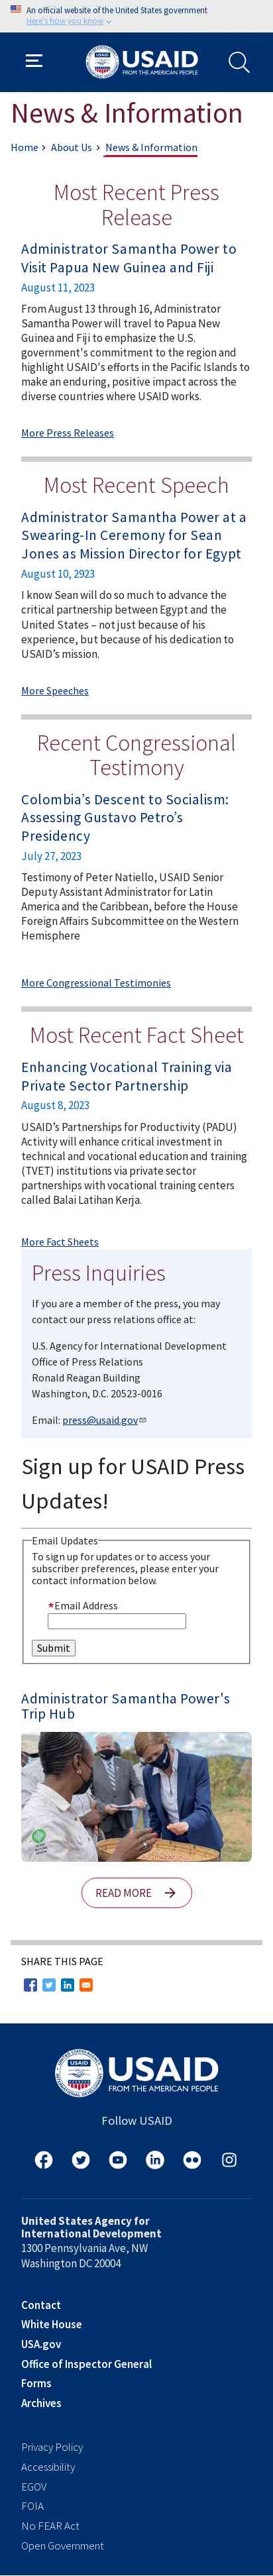 An official website of the United States government
Here's how you know
USAID
FROM THE AMERICAN PEOPLE
News & Information
Home > About Us > News & Information
Most Recent Press
Release
Administrator Samantha Power to
Visit Papua New Guinea and Fiji
August 11, 2023
From August 13 through 16, Administrator
Samantha Power will travel to Papua New
Guinea and Fiji to emphasize the U.S.
government's commitment to the region and
highlight USAID's efforts in the Pacific Islands to
make an enduring, positive impact across the
diverse countries where USAID works.
More Press Releases
Most Recent Speech
Administrator Samantha Power at a
Swearing-In Ceremony for Sean
Jones as Mission Director for Egypt
August 10, 2923
I know Sean will do so much to advance the
critical partnership between Egypt and the
United States – not just because of his
experience, but because of his dedication to
USAID's mission.
More Speeches
Recent Congressional
Testimony
Colombia’s Descent to Socialism:
Assessing Gustavo Petro’s
Presidency
July 27, 2023
Testimony of Peter Natiello, USAID Senior
Deputy Assistant Administrator for Latin
America and the Caribbean, before the House
Foreign Affairs Subcommittee on the Western
Hemisphere
More Congressional Testimonies
Most Recent Fact Sheet
Enhancing Vocational Training via
Private Sector Partnership
August 8, 2023
USAID’s Partnerships for Productivity (PADU)
Activity will enhance critical investment in
technical and vocational education and training
(TVET) institutions via private sector
partnerships with vocational training centers
called Balai Latihan Kerja.
More Fact Sheets
Press Inquiries
If you are a member of the press, you may
contact our press relations office at:
U.S. Agency for International Development
Office of Press Relations
Ronald Reagan Building
Washington, D.C. 20523-0016
Email: press@usaid.gov
Sign up for USAID Press
Updates!
Email Updates
To sign up for updates or to access your
subscriber preferences, please enter your
contact information below.
*Email Address
Submit
Administrator Samantha Power's
Trip Hub
READ MORE
SHARE THIS PAGE
USAID
FROM THE AMERICAN PEOPLE
Follow USAID
United States Agency for
International Development
1300 Pennsylvania Ave, NW
Washington DC 20004
Contact
White House
USA.gov
Office of Inspector General
Forms
Archives
Privacy Policy
Accessibility
EGOV
FOIA
No FEAR Act
Open Government